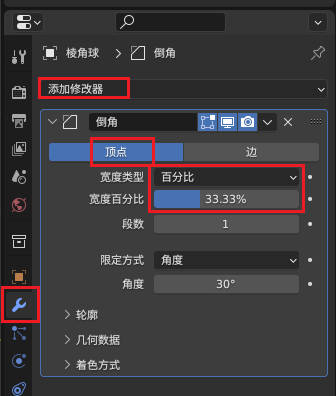 棱角球 > 倒角
添加修改器
倒角
顶点 边
宽度类型 百分比
宽度百分比 33.33%
段数 1
限定方式 角度
角度 30°
轮廓
几何数据
着色方式